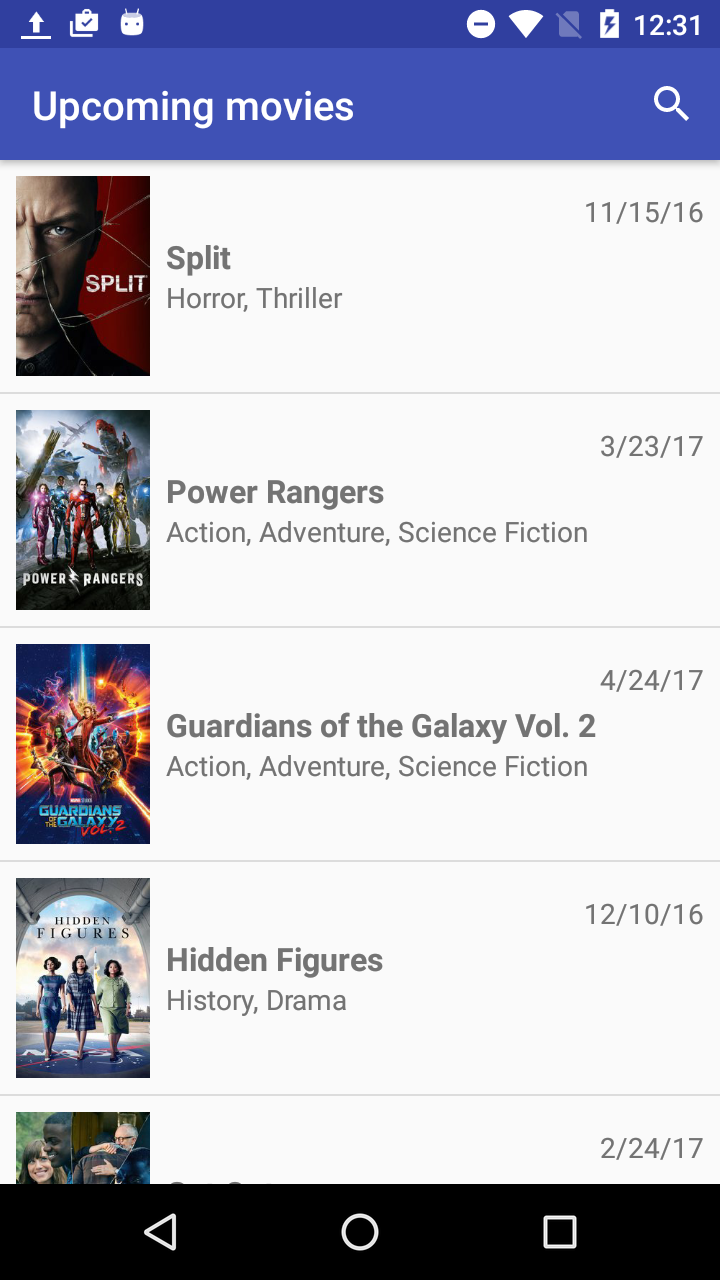 12:31
Upcoming movies
SPLIT
11/15/16
Split
Horror, Thriller
POWER RANGERS
3/23/17
Power Rangers
Action, Adventure, Science Fiction
GUARDIANS
OF THE GALAXY
VOL. 2
4/24/17
Guardians of the Galaxy Vol. 2
Action, Adventure, Science Fiction
HIDDEN
FIGURES
12/10/16
Hidden Figures
History, Drama
2/24/17